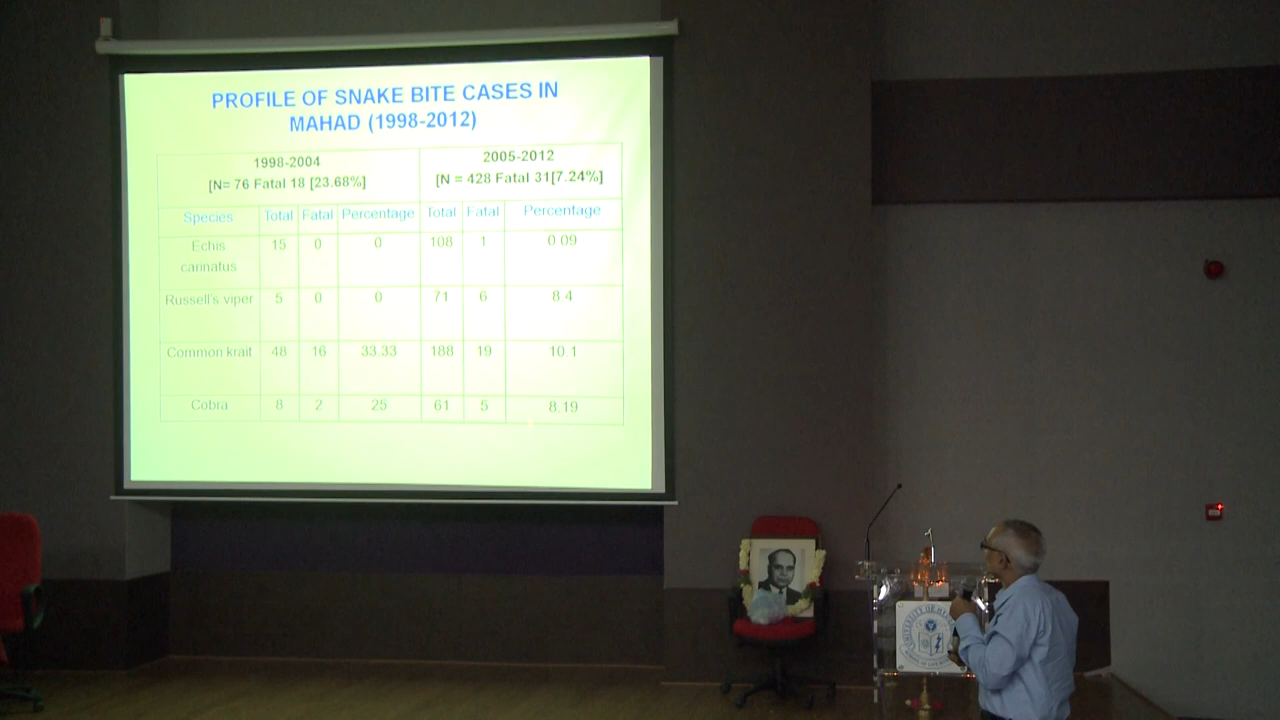 PROFILE OF SNAKE BITE CASES IN
MAHAD (1998-2012)
1998-2004 2005-2012
[N= 76 Fatal 18 [23.68%] [N = 428 Fatal 31[7.24%]
Species Total Fatal Percentage Total Fatal Percentage
Echis carinatus 15 0 0 108 1 0.09
Russell's viper 5 0 0 71 6 8.4
Common krait 48 16 33.33 188 19 10.1
Cobra 8 2 25 61 5 8.19
UNIVERSITY OF